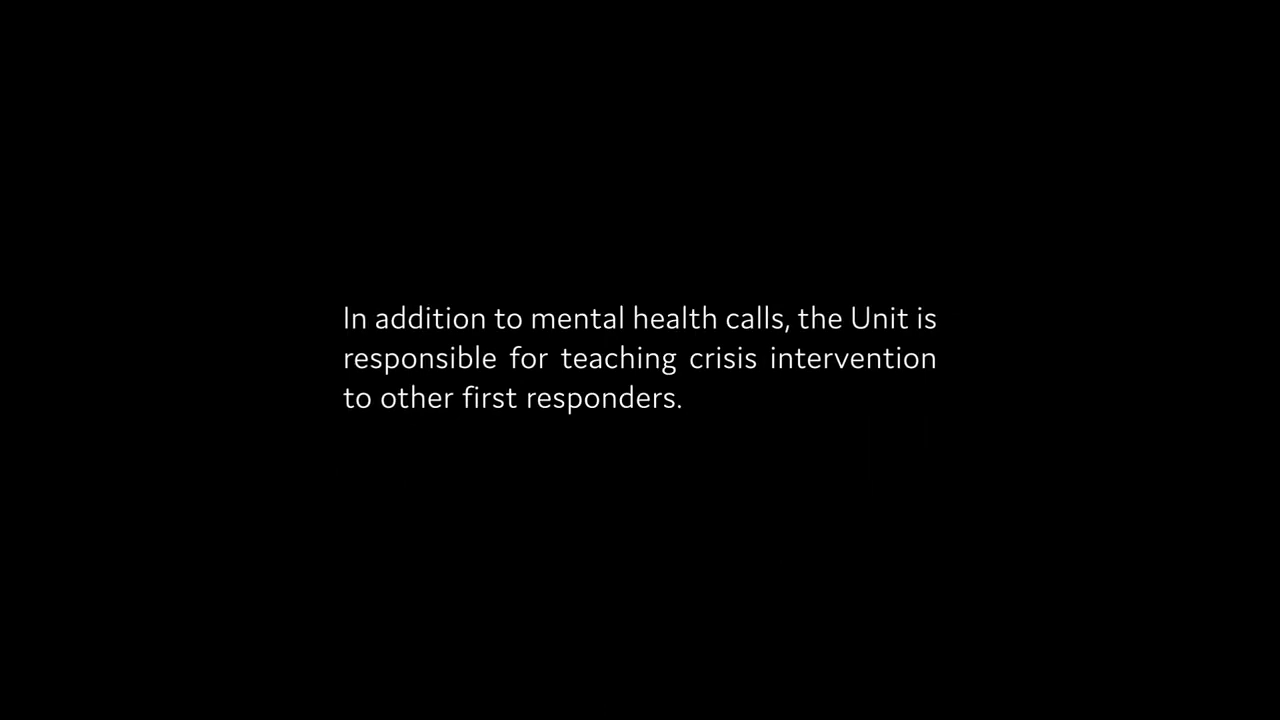 In addition to mental health calls, the Unit is
responsible for teaching crisis intervention
to other first responders.